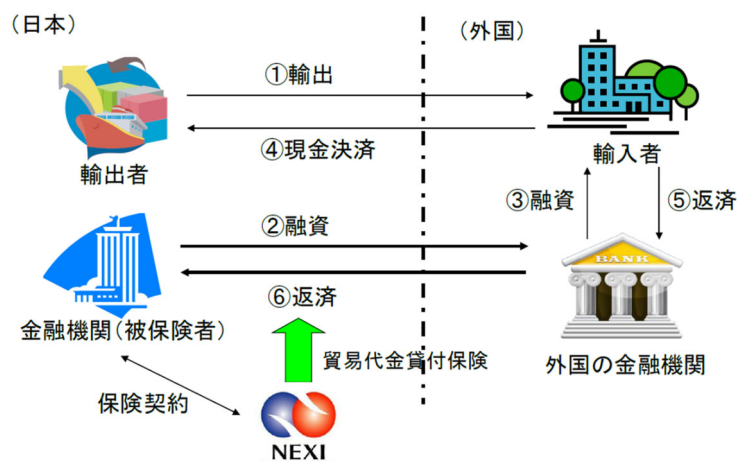 （日本）
（外国）
①輸出
④現金決済
輸出者
輸入者
③融資
⑤返済
②融資
BANK
⑥返済
金融機関（被保険者）
外国の金融機関
貿易代金貸付保険
保険契約
NEXI